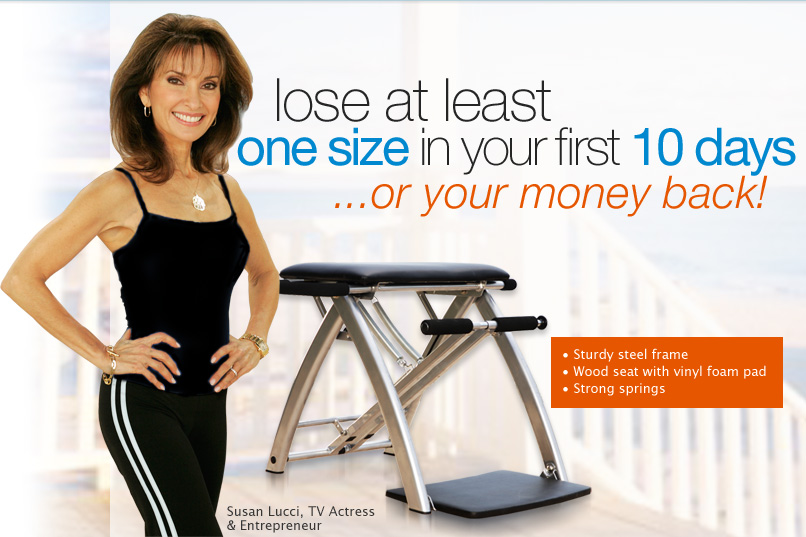 lose at least
one size in your first 10 days
...or your money back!
• Sturdy steel frame
• Wood seat with vinyl foam pad
• Strong springs
Susan Lucci, TV Actress
& Entrepreneur